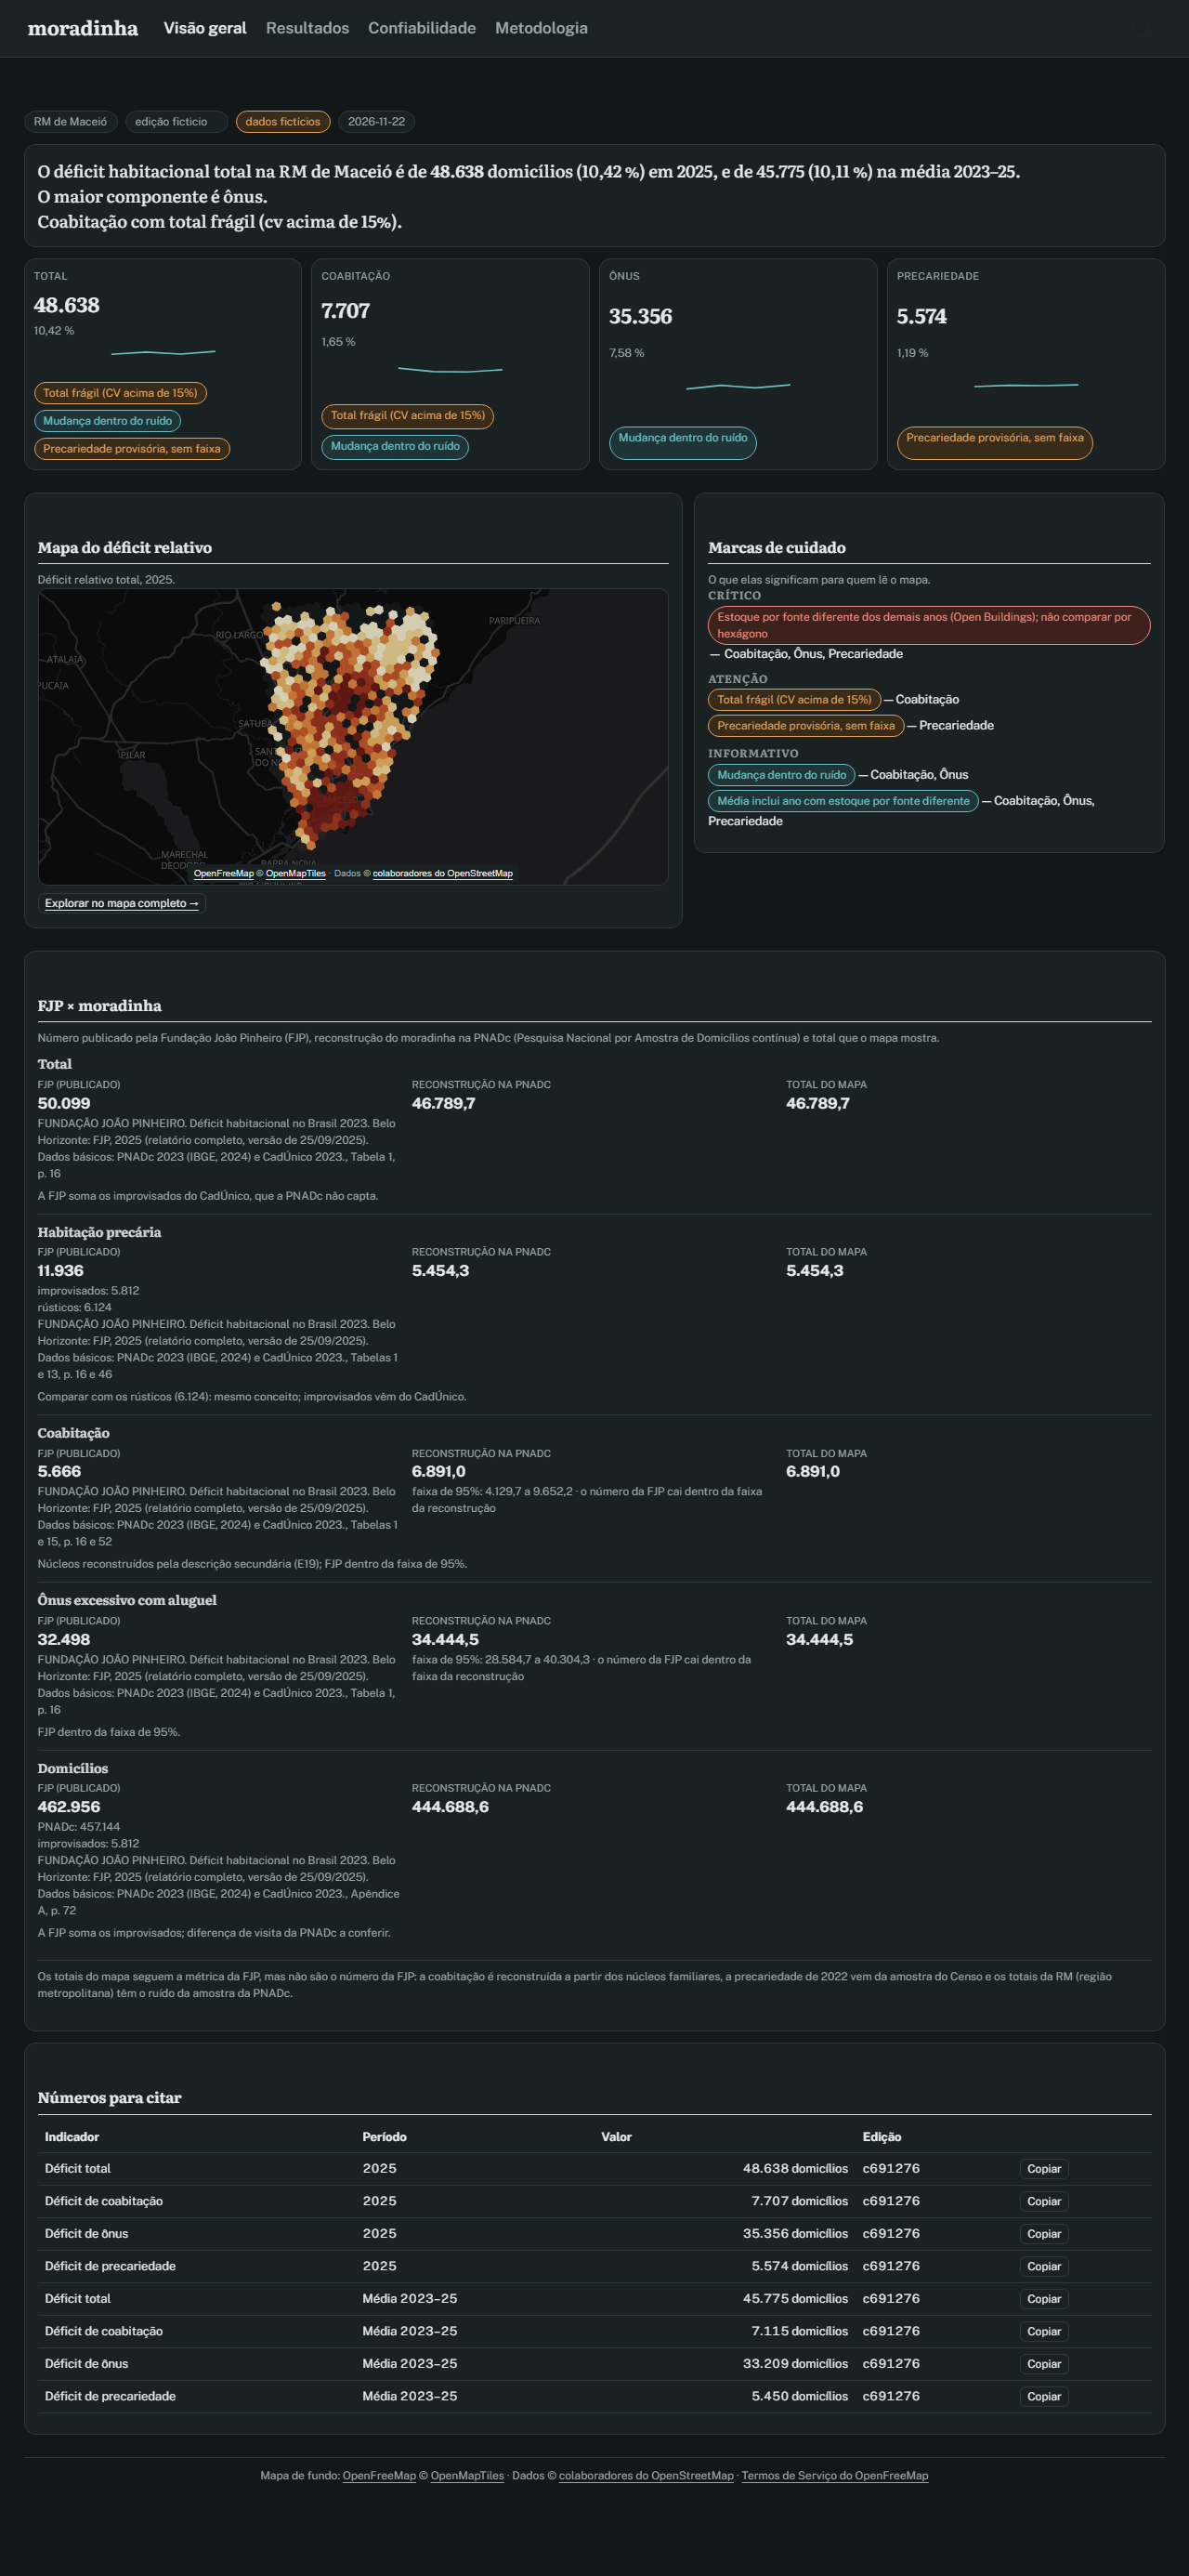 moradinha Visão geral Resultados Confiabilidade Metodologia
RM de Maceió edição ficticio dados fictícios 2026-11-22
O déficit habitacional total na RM de Maceió é de 48.638 domicílios (10,42 %) em 2025, e de 45.775 (10,11 %) na média 2023–25.
O maior componente é ônus.
Coabitação com total frágil (cv acima de 15%).
TOTAL
48.638
10,42 %
Total frágil (CV acima de 15%)
Mudança dentro do ruído
Precariedade provisória, sem faixa
COABITAÇÃO
7.707
1,65 %
Total frágil (CV acima de 15%)
Mudança dentro do ruído
ÔNUS
35.356
7,58 %
Mudança dentro do ruído
PRECARIEDADE
5.574
1,19 %
Precariedade provisória, sem faixa
Mapa do déficit relativo
Déficit relativo total, 2025.
PARIPUEIRA
RIO LARGO
ATALAIA
PUCAIA
SATUBA
SANT
DO NO
PILAR
MARECHAL
DEODORO
BARRA NOVA
OpenFreeMap © OpenMapTiles · Dados © colaboradores do OpenStreetMap
Explorar no mapa completo →
Marcas de cuidado
O que elas significam para quem lê o mapa.
CRÍTICO
Estoque por fonte diferente dos demais anos (Open Buildings); não comparar por
hexágono
— Coabitação, Ônus, Precariedade
ATENÇÃO
Total frágil (CV acima de 15%) — Coabitação
Precariedade provisória, sem faixa — Precariedade
INFORMATIVO
Mudança dentro do ruído — Coabitação, Ônus
Média inclui ano com estoque por fonte diferente — Coabitação, Ônus,
Precariedade
FJP × moradinha
Número publicado pela Fundação João Pinheiro (FJP), reconstrução do moradinha na PNADc (Pesquisa Nacional por Amostra de Domicílios contínua) e total que o mapa mostra.
Total
FJP (PUBLICADO) RECONSTRUÇÃO NA PNADC TOTAL DO MAPA
50.099 46.789,7 46.789,7
FUNDAÇÃO JOÃO PINHEIRO. Déficit habitacional no Brasil 2023. Belo
Horizonte: FJP, 2025 (relatório completo, versão de 25/09/2025).
Dados básicos: PNADc 2023 (IBGE, 2024) e CadÚnico 2023., Tabela 1,
p. 16
A FJP soma os improvisados do CadÚnico, que a PNADc não capta.
Habitação precária
FJP (PUBLICADO) RECONSTRUÇÃO NA PNADC TOTAL DO MAPA
11.936 5.454,3 5.454,3
improvisados: 5.812
rústicos: 6.124
FUNDAÇÃO JOÃO PINHEIRO. Déficit habitacional no Brasil 2023. Belo
Horizonte: FJP, 2025 (relatório completo, versão de 25/09/2025).
Dados básicos: PNADc 2023 (IBGE, 2024) e CadÚnico 2023., Tabelas 1
e 13, p. 16 e 46
Comparar com os rústicos (6.124): mesmo conceito; improvisados vêm do CadÚnico.
Coabitação
FJP (PUBLICADO) RECONSTRUÇÃO NA PNADC TOTAL DO MAPA
5.666 6.891,0 6.891,0
FUNDAÇÃO JOÃO PINHEIRO. Déficit habitacional no Brasil 2023. Belo
Horizonte: FJP, 2025 (relatório completo, versão de 25/09/2025).
Dados básicos: PNADc 2023 (IBGE, 2024) e CadÚnico 2023., Tabelas 1
e 15, p. 16 e 52
faixa de 95%: 4.129,7 a 9.652,2 · o número da FJP cai dentro da faixa
da reconstrução
Núcleos reconstruídos pela descrição secundária (E19); FJP dentro da faixa de 95%.
Ônus excessivo com aluguel
FJP (PUBLICADO) RECONSTRUÇÃO NA PNADC TOTAL DO MAPA
32.498 34.444,5 34.444,5
FUNDAÇÃO JOÃO PINHEIRO. Déficit habitacional no Brasil 2023. Belo
Horizonte: FJP, 2025 (relatório completo, versão de 25/09/2025).
Dados básicos: PNADc 2023 (IBGE, 2024) e CadÚnico 2023., Tabela 1,
p. 16
faixa de 95%: 28.584,7 a 40.304,3 · o número da FJP cai dentro da
faixa da reconstrução
FJP dentro da faixa de 95%.
Domicílios
FJP (PUBLICADO) RECONSTRUÇÃO NA PNADC TOTAL DO MAPA
462.956 444.688,6 444.688,6
PNADc: 457.144
improvisados: 5.812
FUNDAÇÃO JOÃO PINHEIRO. Déficit habitacional no Brasil 2023. Belo
Horizonte: FJP, 2025 (relatório completo, versão de 25/09/2025).
Dados básicos: PNADc 2023 (IBGE, 2024) e CadÚnico 2023., Apêndice
A, p. 72
A FJP soma os improvisados; diferença de visita da PNADc a conferir.
Os totais do mapa seguem a métrica da FJP, mas não são o número da FJP: a coabitação é reconstruída a partir dos núcleos familiares, a precariedade de 2022 vem da amostra do Censo e os totais da RM (região
metropolitana) têm o ruído da amostra da PNADc.
Números para citar
Indicador Período Valor Edição
Déficit total 2025 48.638 domicílios c691276 Copiar
Déficit de coabitação 2025 7.707 domicílios c691276 Copiar
Déficit de ônus 2025 35.356 domicílios c691276 Copiar
Déficit de precariedade 2025 5.574 domicílios c691276 Copiar
Déficit total Média 2023–25 45.775 domicílios c691276 Copiar
Déficit de coabitação Média 2023–25 7.115 domicílios c691276 Copiar
Déficit de ônus Média 2023–25 33.209 domicílios c691276 Copiar
Déficit de precariedade Média 2023–25 5.450 domicílios c691276 Copiar
Mapa de fundo: OpenFreeMap © OpenMapTiles · Dados © colaboradores do OpenStreetMap · Termos de Serviço do OpenFreeMap